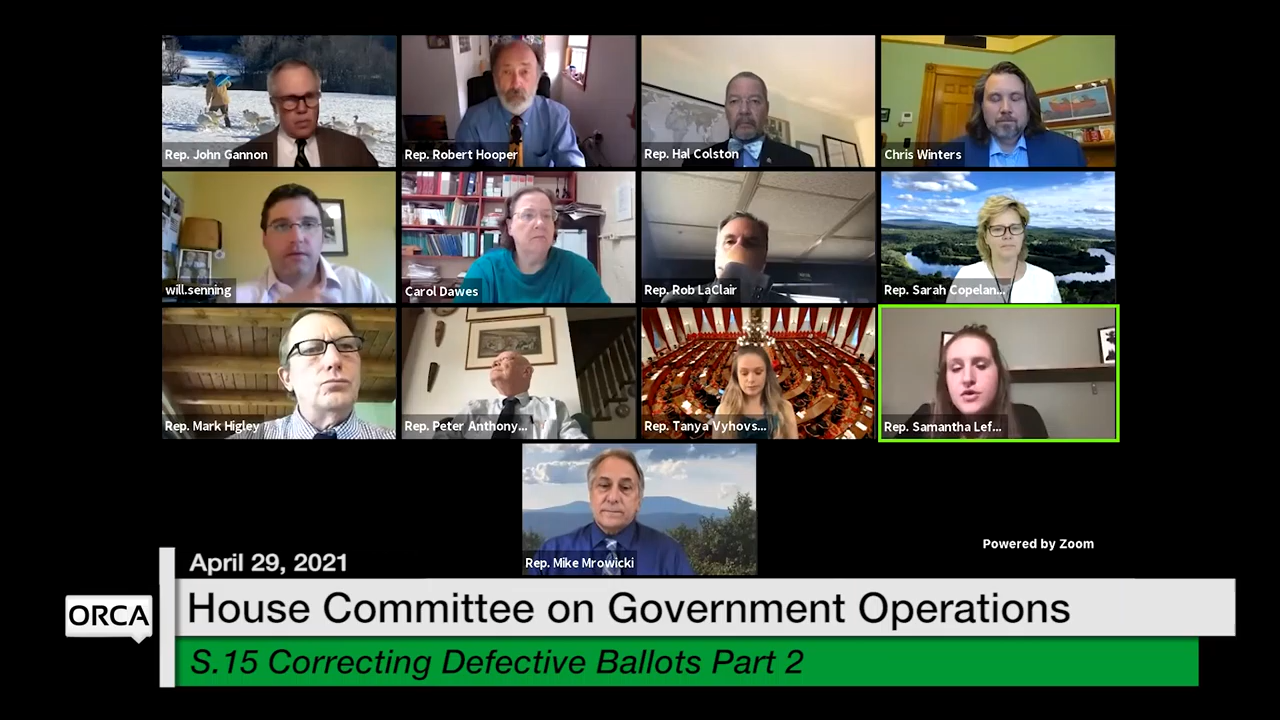 Rep. John Gannon
Rep. Robert Hooper
Rep. Hal Colston
Chris Winters
will.senning
Carol Dawes
Rep. Rob LaClair
Rep. Sarah Copelan...
Rep. Mark Higley
Rep. Peter Anthony...
Rep. Tanya Vyhovs...
Rep. Samantha Lef...
Rep. Mike Mrowicki
Powered by Zoom
April 29, 2021
ORCA
House Committee on Government Operations
S.15 Correcting Defective Ballots Part 2